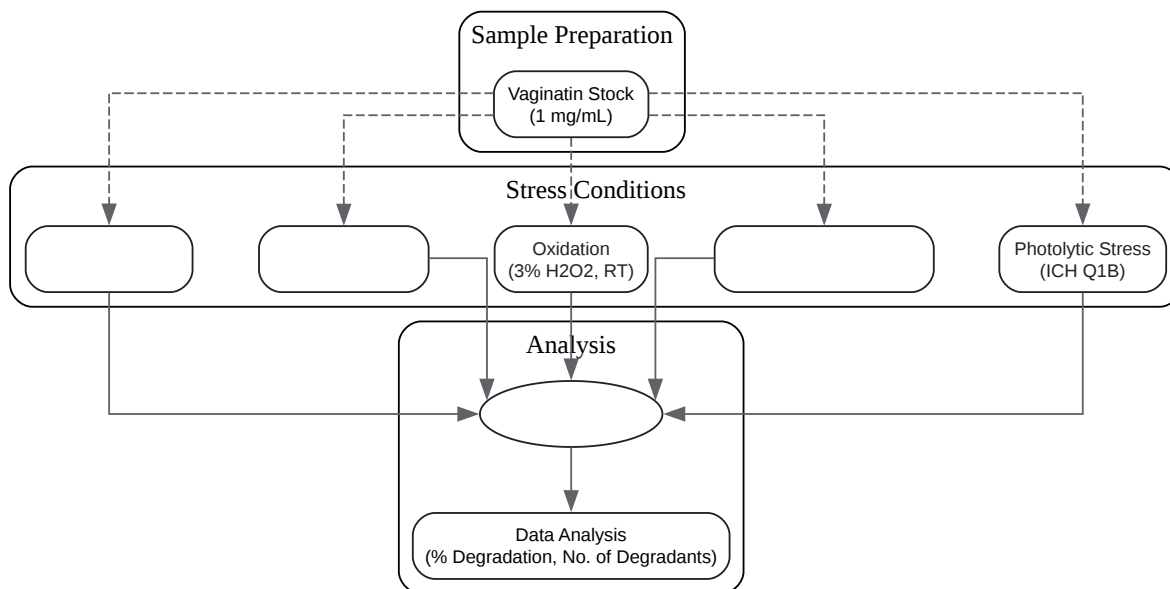 Sample Preparation
Vaginatin Stock
(1 mg/mL)
Stress Conditions
Oxidation
(3% H2O2, RT)
Photolytic Stress
(ICH Q1B)
Analysis
Data Analysis
(% Degradation, No. of Degradants)